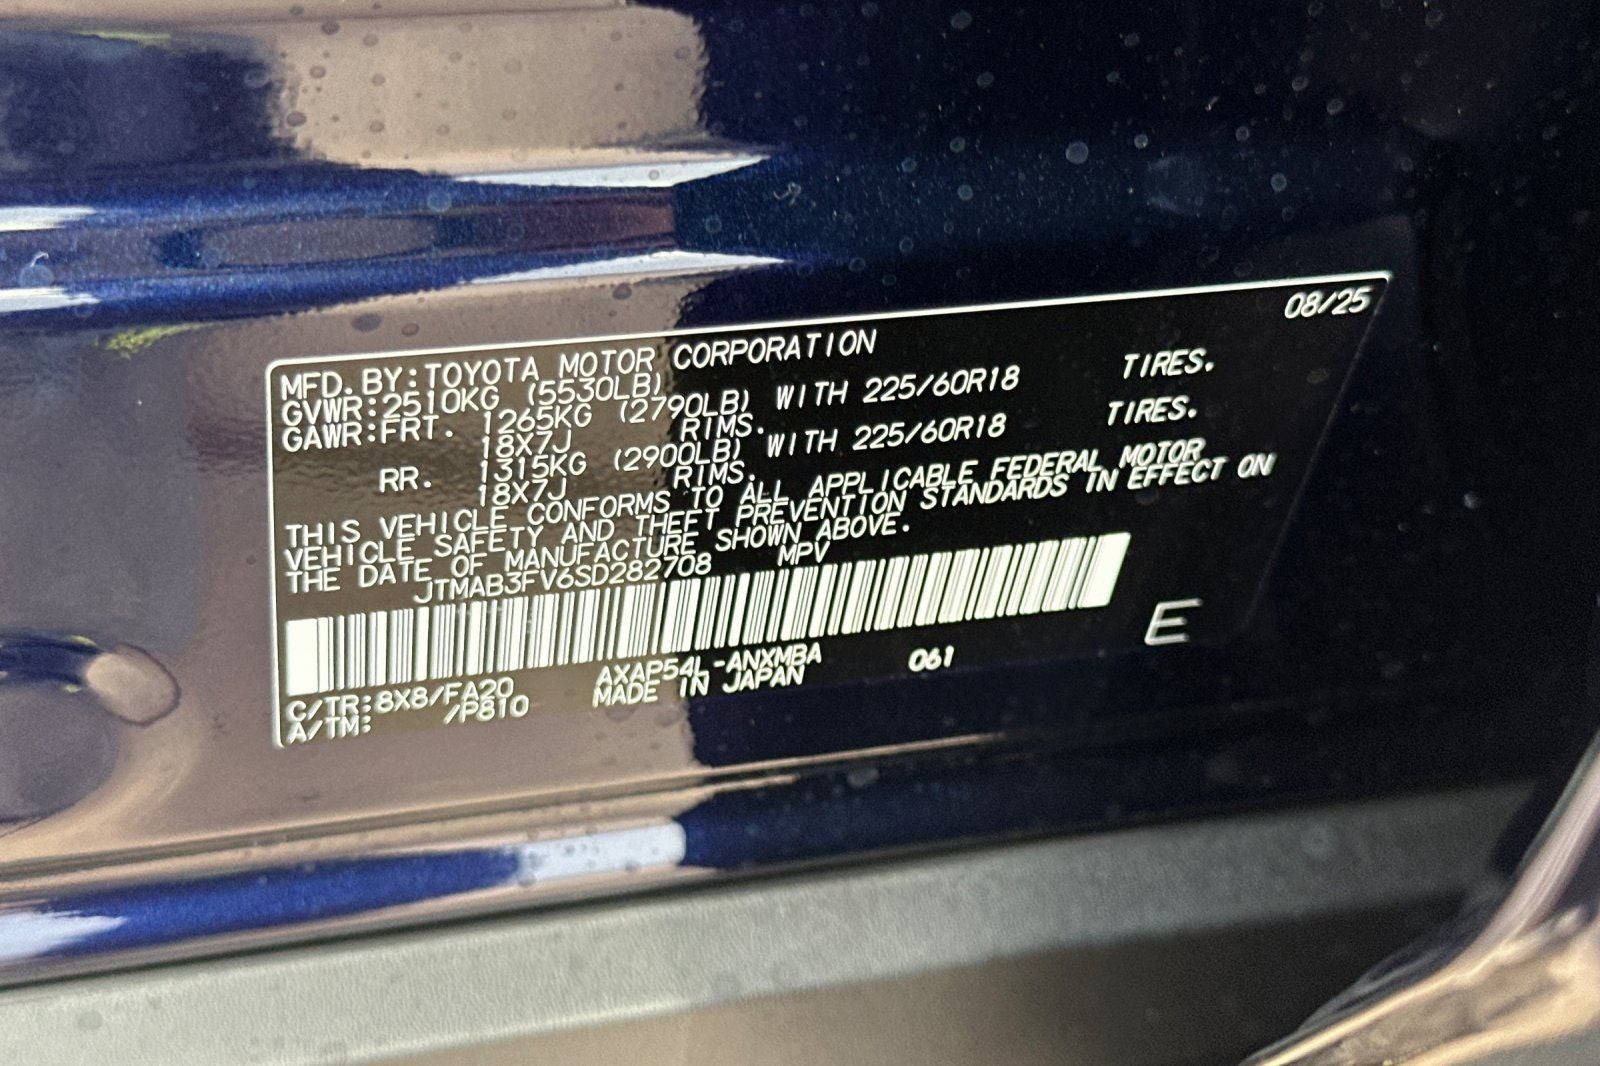 08/25
MFD. BY: TOYOTA MOTOR CORPORATION
GVWR: 2510KG (5530LB)
GAWR: FRT. 1265KG (2790LB) WITH 225/60R18 TIRES.
18X7J RIMS.
RR. 1315KG (2900LB) WITH 225/60R18 TIRES.
18X7J RIMS.
THIS VEHICLE CONFORMS TO ALL APPLICABLE FEDERAL MOTOR
VEHICLE SAFETY AND THEFT PREVENTION STANDARDS IN EFFECT ON
THE DATE OF MANUFACTURE SHOWN ABOVE.
JTMAB3FV6SD282708 MPV
E
C/TR: 8X8/FA20 AXAP54L-ANXMBA 061
A/TM: /P810 MADE IN JAPAN